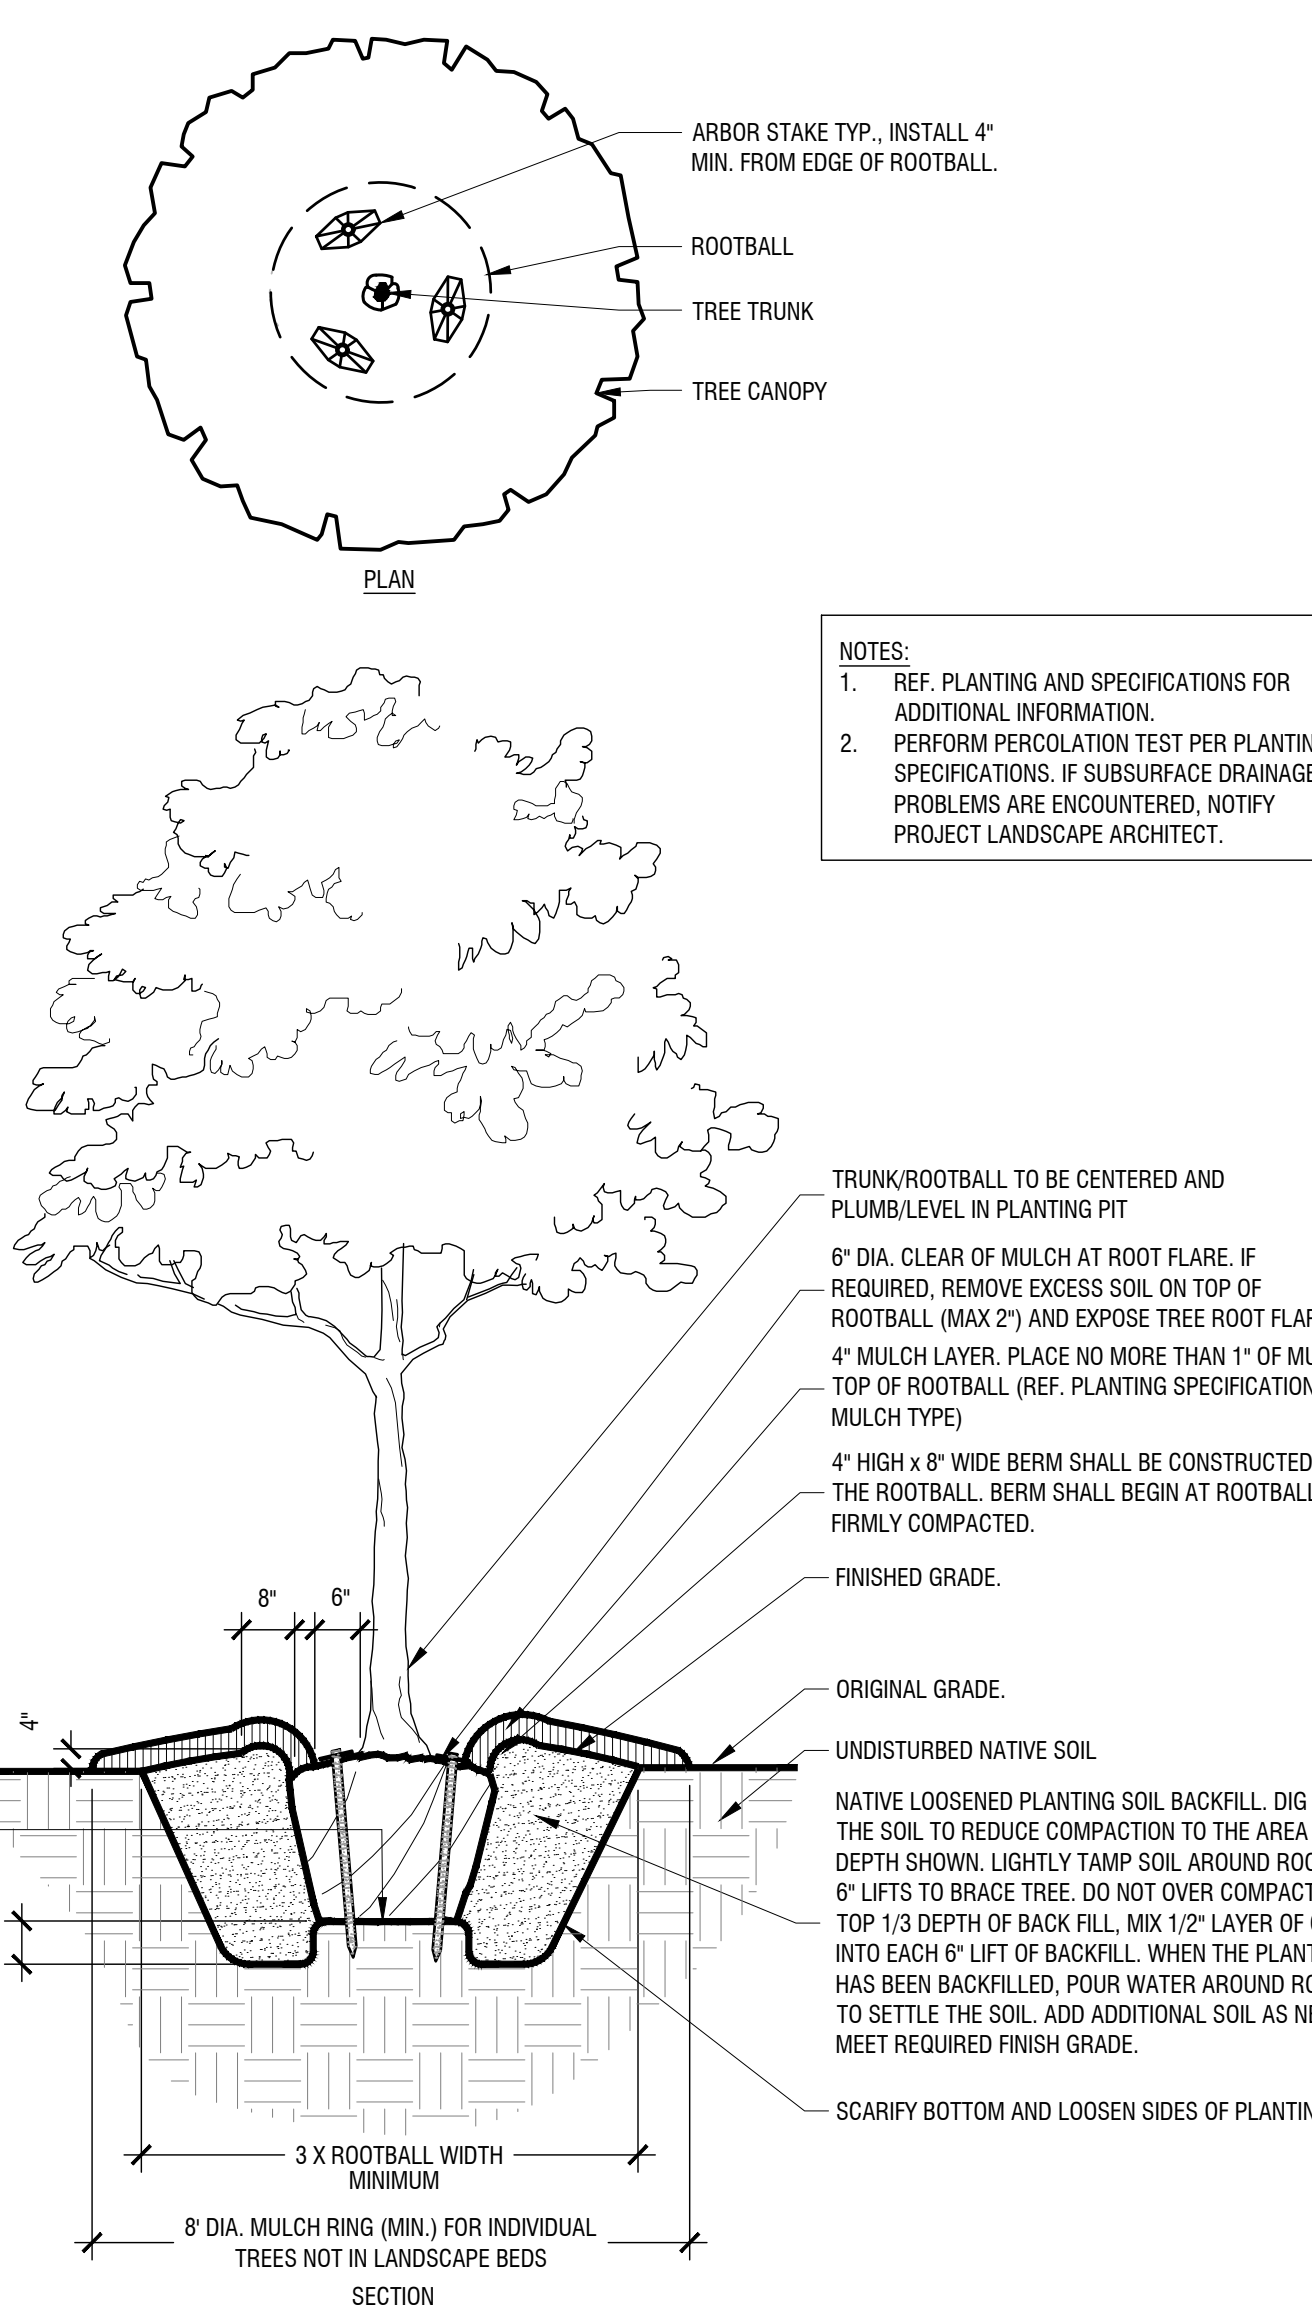 ARBOR STAKE TYP., INSTALL 4"
MIN. FROM EDGE OF ROOTBALL.
ROOTBALL
TREE TRUNK
TREE CANOPY
PLAN
NOTES:
1. REF. PLANTING AND SPECIFICATIONS FOR
ADDITIONAL INFORMATION.
2. PERFORM PERCOLATION TEST PER
SPECIFICATIONS. IF SUBSURFACE DRAINAGE
PROBLEMS ARE ENCOUNTERED, NOTIFY
PROJECT LANDSCAPE ARCHITECT.
TRUNK/ROOTBALL TO BE CENTERED AND
PLUMB/LEVEL IN PLANTING PIT
6" DIA. CLEAR OF MULCH AT ROOT FLARE. IF
REQUIRED, REMOVE EXCESS SOIL ON TOP OF
ROOTBALL (MAX 2") AND EXPOSE TREE ROOT
4" MULCH LAYER. PLACE NO MORE THAN 1" OF
TOP OF ROOTBALL (REF. PLANTING
MULCH TYPE)
4" HIGH x 8" WIDE BERM SHALL BE CONSTRUCTED
THE ROOTBALL. BERM SHALL BEGIN AT ROOTBALL
FIRMLY COMPACTED.
FINISHED GRADE.
8" 6"
ORIGINAL GRADE.
4"
UNDISTURBED NATIVE SOIL
NATIVE LOOSENED PLANTING SOIL BACKFILL. DIG
THE SOIL TO REDUCE COMPACTION TO THE AREA
DEPTH SHOWN. LIGHTLY TAMP SOIL AROUND
6" LIFTS TO BRACE TREE. DO NOT OVER
TOP 1/3 DEPTH OF BACK FILL, MIX 1/2" LAYER OF
INTO EACH 6" LIFT OF BACKFILL. WHEN THE
HAS BEEN BACKFILLED, POUR WATER AROUND
TO SETTLE THE SOIL. ADD ADDITIONAL SOIL AS
MEET REQUIRED FINISH GRADE.
SCARIFY BOTTOM AND LOOSEN SIDES OF
3 X ROOTBALL WIDTH
MINIMUM
8' DIA. MULCH RING (MIN.) FOR INDIVIDUAL
TREES NOT IN LANDSCAPE BEDS
SECTION